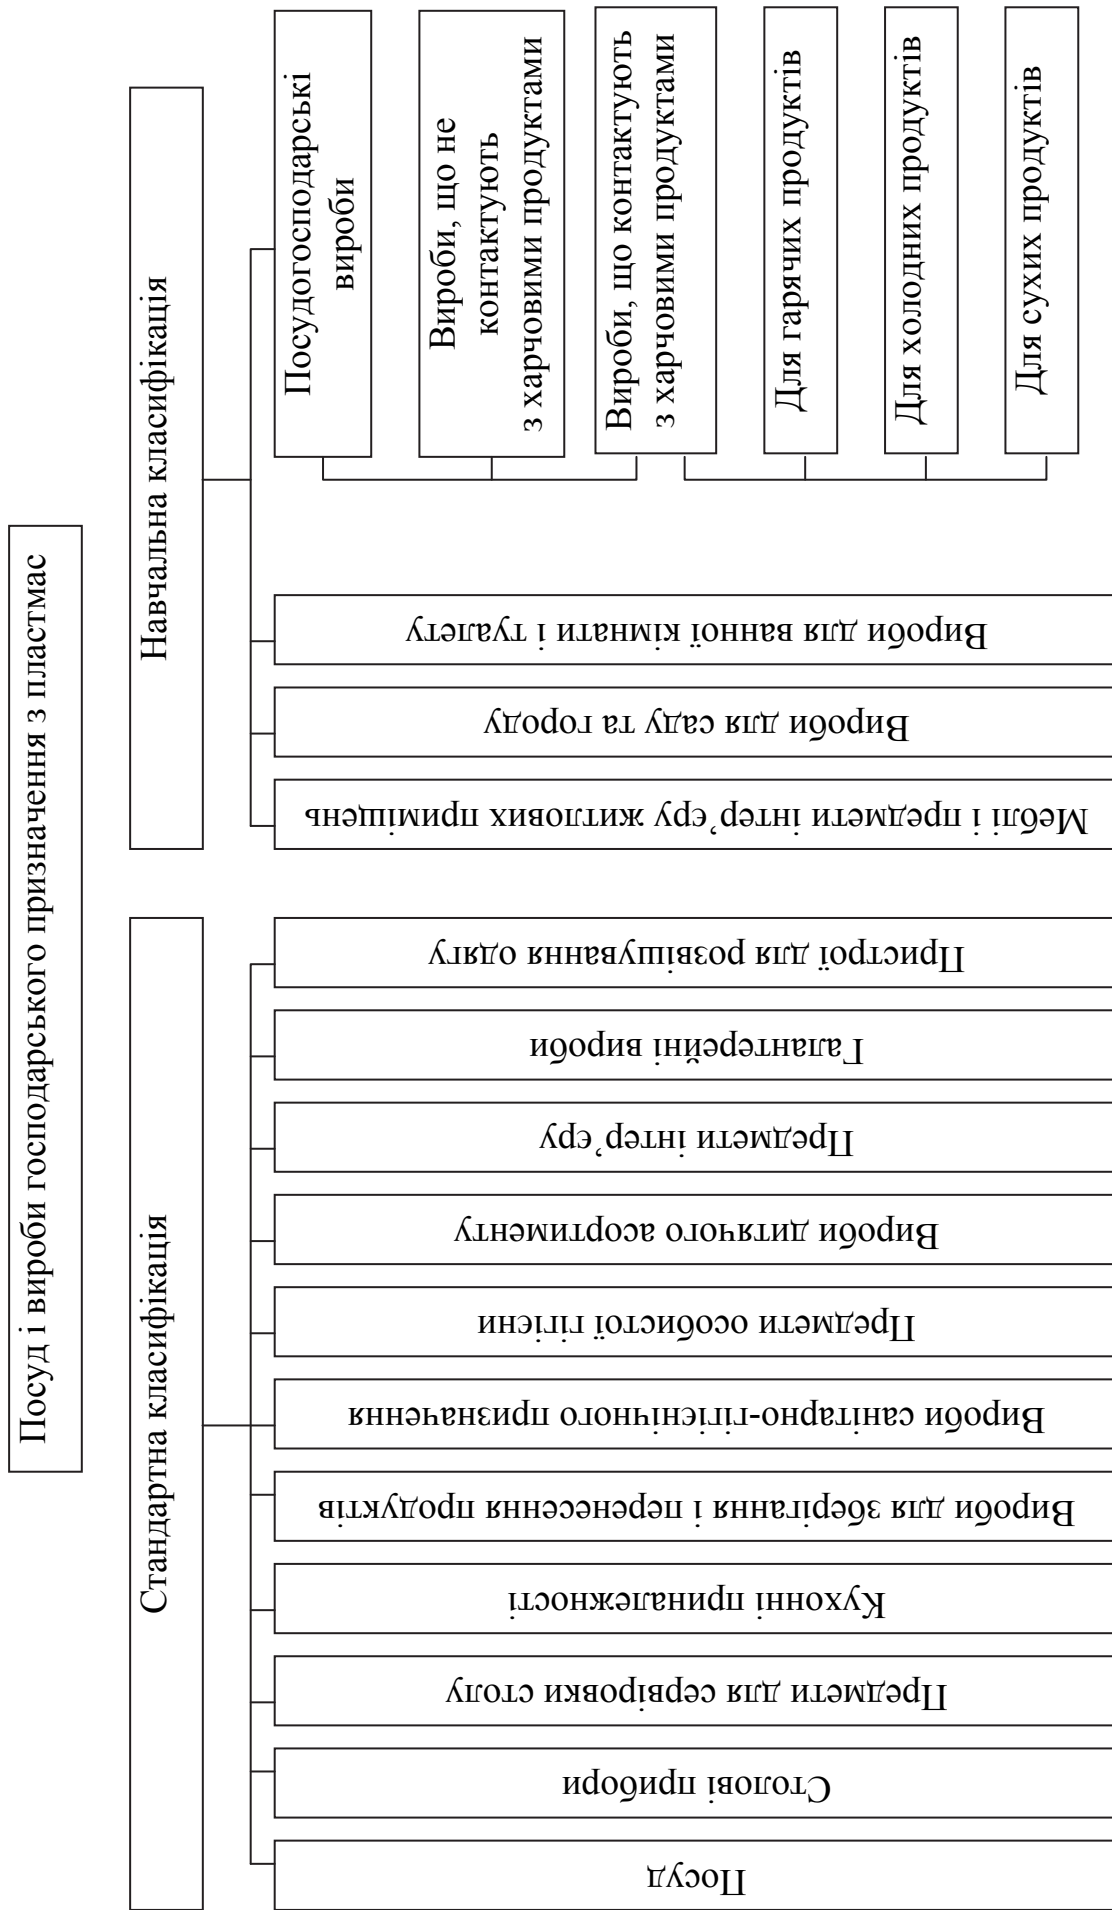 Посуд і вироби господарського призначення з пластмас
Стандартна класифікація
Навчальна класифікація
Посуд
Столові прибори
Предмети для сервіровки столу
Кухонні приналежності
Вироби для зберігання і перенесення продуктів
Вироби санітарно-гігієнічного призначення
Предмети особистої гігієни
Вироби дитячого асортименту
Предмети інтер’єру
Галантерейні вироби
Пристрої для розвішування одягу
Меблі і предмети інтер’єру житлових приміщень
Вироби для саду та городу
Вироби для ванної кімнати і туалету
Посудогосподарські
вироби
Вироби, що не
контактують
з харчовими продуктами
Вироби, що контактують
з харчовими продуктами
Для гарячих продуктів
Для холодних продуктів
Для сухих продуктів